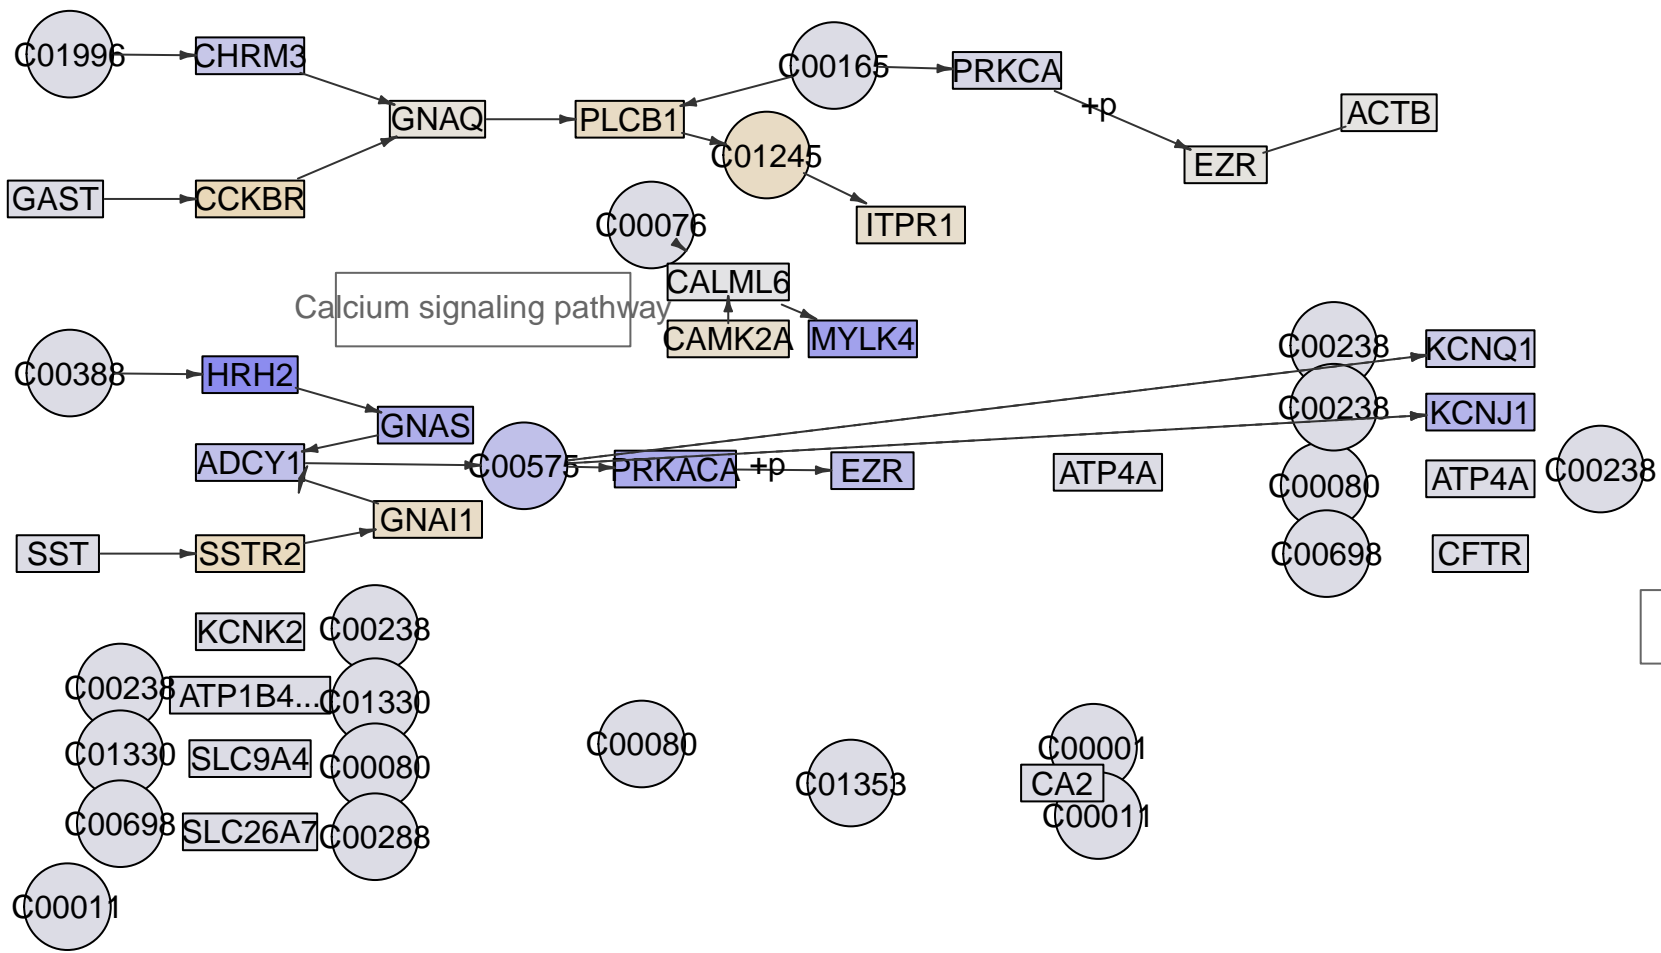 C01996
CHRM3
C00165
PRKCA
+p
ACTB
GNAQ
PLCB1
C01245
EZR
GAST
CCKBR
C00076
ITPR1
CALML6
Calcium signaling pathway
CAMK2A
MYLK4
C00238
KCNQ1
C00388
HRH2
C00238
KCNJ1
GNAS
ADCY1
C00575
PRKACA
+p
EZR
ATP4A
C00080
ATP4A
C00238
GNAI1
SST
SSTR2
C00698
CFTR
KCNK2
C00238
C00238
ATP1B4...
C01330
C01330
SLC9A4
C00080
C00080
C01353
C00001
CA2
C00011
C00698
SLC26A7
C00288
C00011